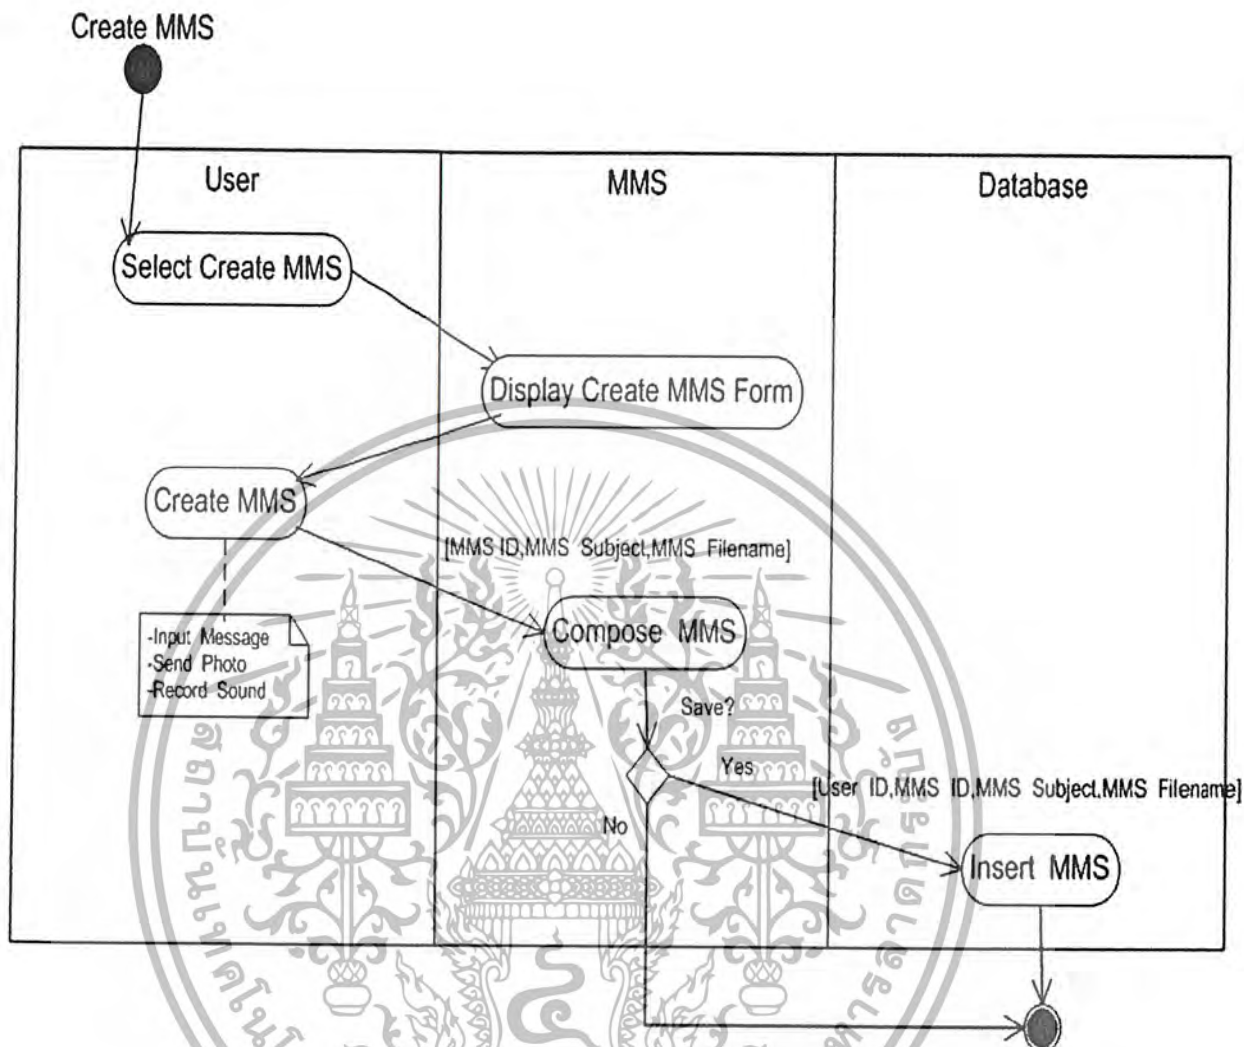 Create MMS
User
MMS
Database
Select Create MMS
Display Create MMS Form
Create MMS
[MMS ID,MMS Subject,MMS Filename]
-Input Message
-Send Photo
-Record Sound
Compose MMS
Save?
Yes
[User ID,MMS ID,MMS Subject,MMS Filename]
No
Insert MMS